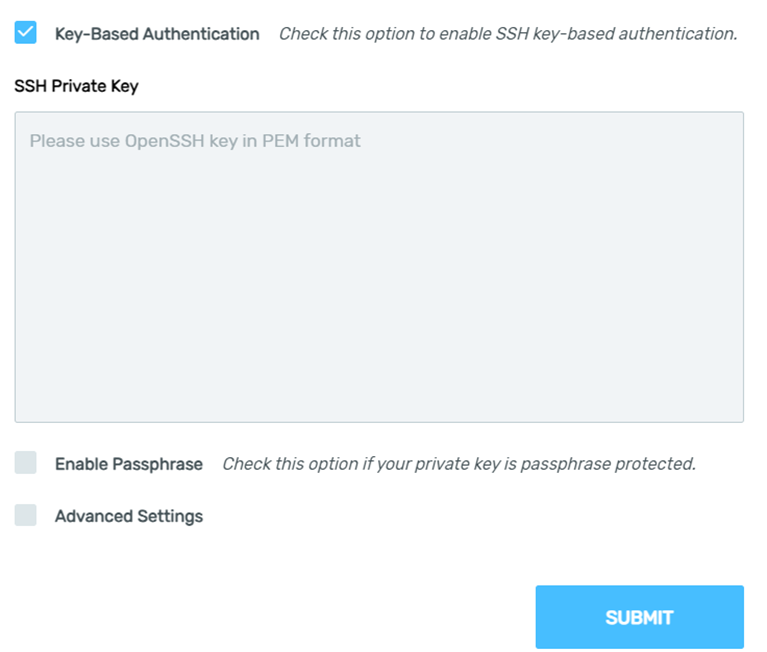 Key-Based Authentication Check this option to enable SSH key-based authentication.
SSH Private Key
Please use OpenSSH key in PEM format
Enable Passphrase Check this option if your private key is passphrase protected.
Advanced Settings
SUBMIT